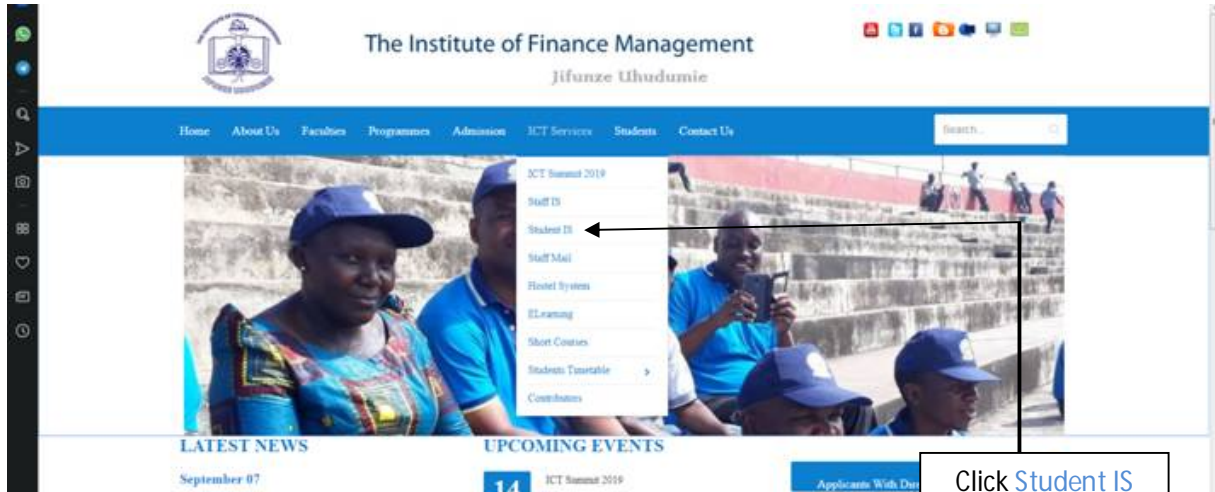 The Institute of Finance Management
Jifunze Uhudumie
Home About Us Faculties Programmes Admission ICT Services Students Contact Us Search...
ICT Summit 2019
Staff IS
Student IS
Staff Mail
Hostel System
ELearning
Short Courses
Students Timetable
Contributors
LATEST NEWS
September 07
UPCOMING EVENTS
14 ICT Summit 2019
Applicants With
Click Student IS